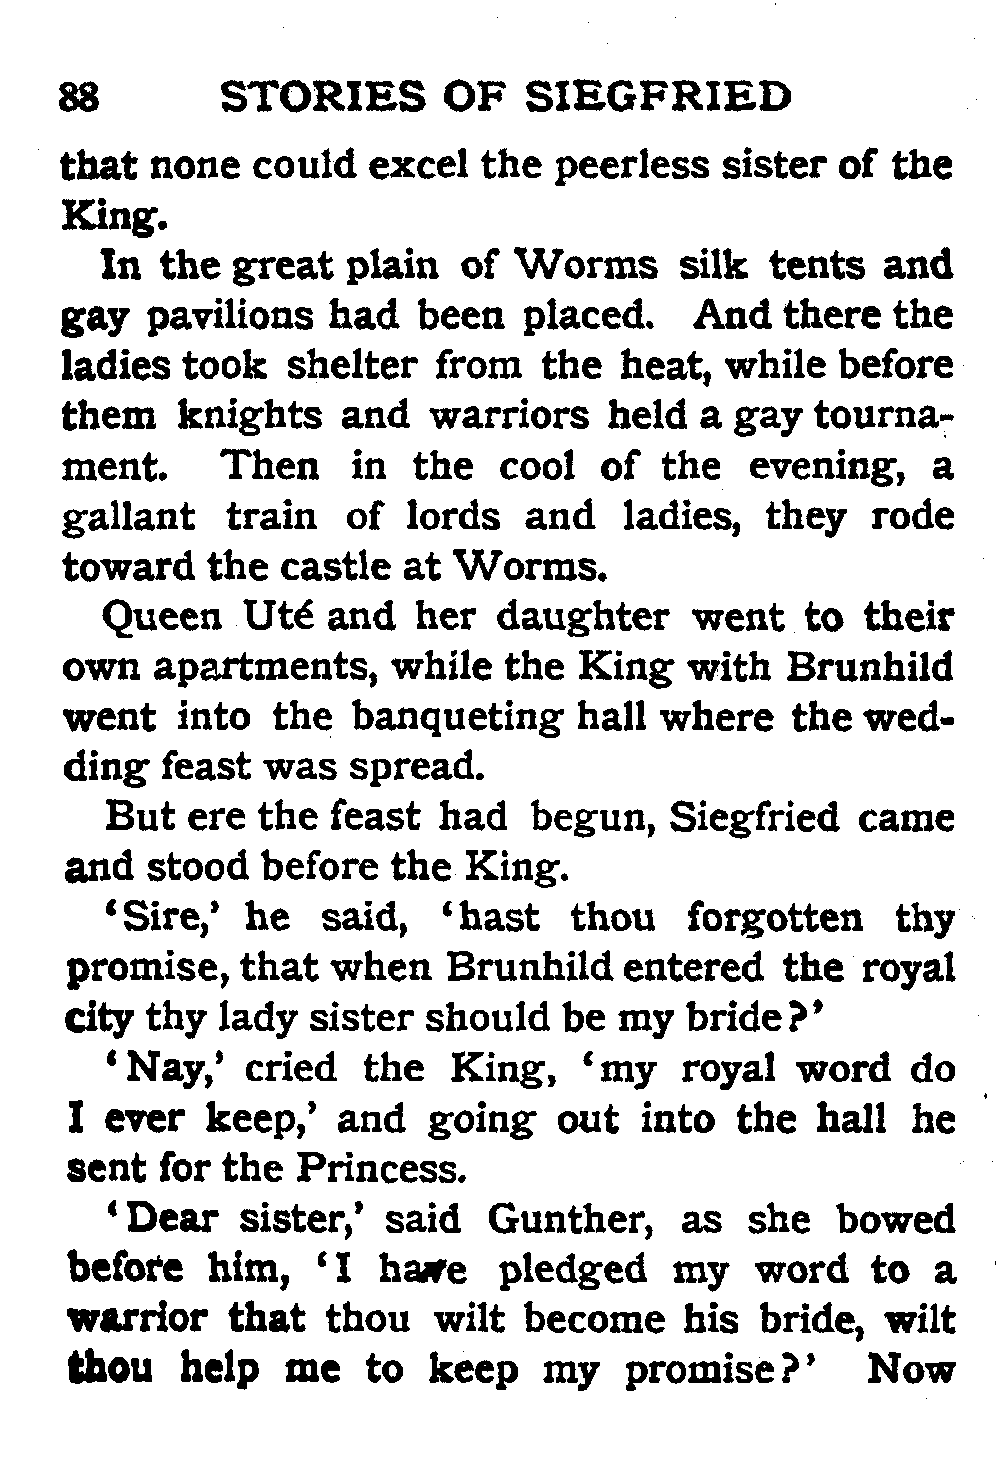 88 STORIES OF SIEGFRIED
that none could excel the peerless sister of the
King.
In the great plain of Worms silk tents and
gay pavilions had been placed. And there the
ladies took shelter from the heat, while before
them knights and warriors held a gay tourna-
ment. Then in the cool of the evening, a
gallant train of lords and ladies, they rode
toward the castle at Worms.
Queen Uté and her daughter went to their
own apartments, while the King with Brunhild
went into the banqueting hall where the wed-
ding feast was spread.
But ere the feast had begun, Siegfried came
and stood before the King.
‘Sire,’ he said, ‘hast thou forgotten thy
promise, that when Brunhild entered the royal
city thy lady sister should be my bride?’
‘Nay,’ cried the King, ‘my royal word do
I ever keep,’ and going out into the hall he
sent for the Princess.
‘Dear sister,’ said Gunther, as she bowed
before him, ‘I have pledged my word to a
warrior that thou wilt become his bride, wilt
thou help me to keep my promise?’ Now